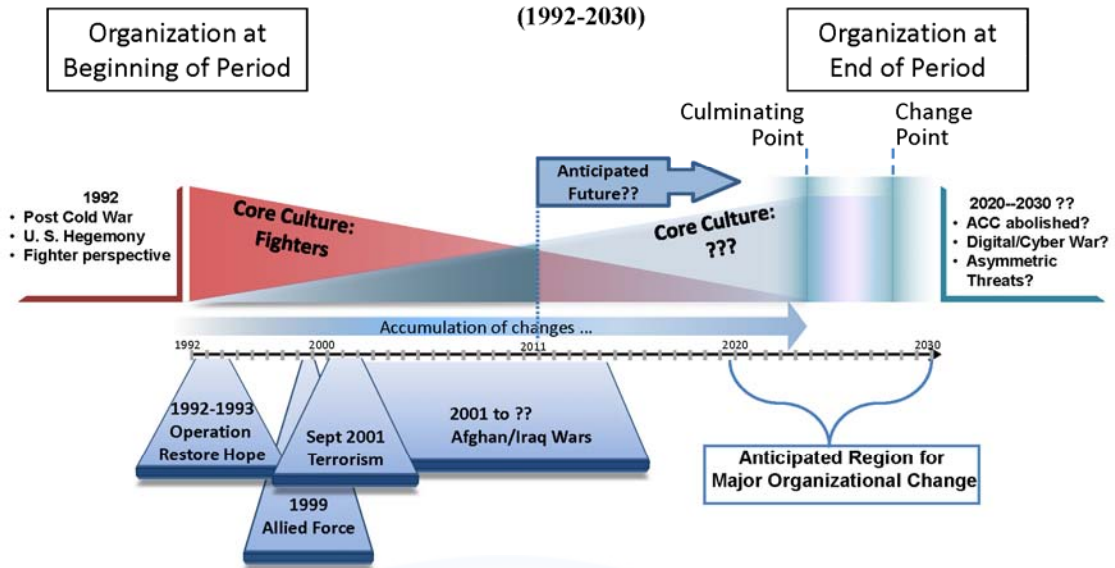 (1992-2030)
Organization at
Beginning of Period
Organization at
End of Period
Culminating
Point
Change
Point
Anticipated
Future??
1992
• Post Cold War
• U. S. Hegemony
• Fighter perspective
Core Culture:
Fighters
Core Culture:
???
2020--2030 ??
• ACC abolished?
• Digital/Cyber War?
• Asymmetric
Threats?
Accumulation of changes ...
1992
2000
2011
2020
2030
1992-1993
Operation
Restore Hope
Sept 2001
Terrorism
2001 to ??
Afghan/Iraq Wars
1999
Allied Force
Anticipated Region for
Major Organizational Change